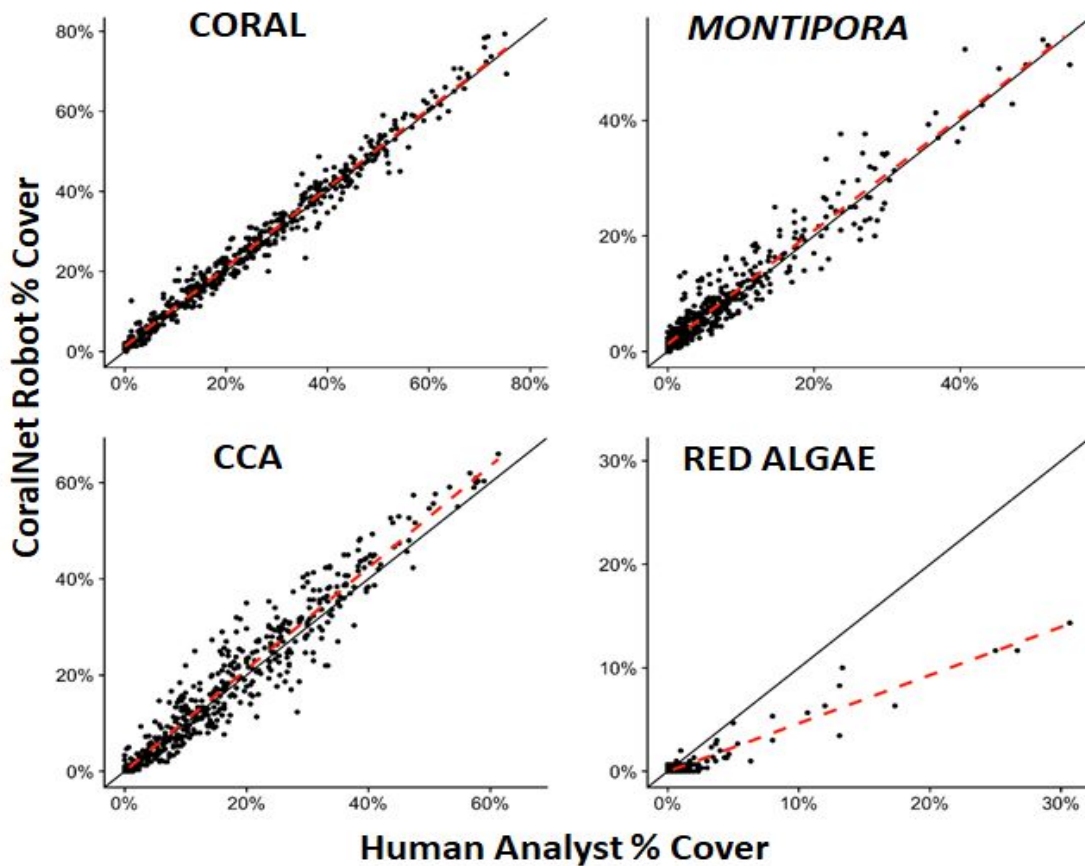 CoralNet Robot % Cover
CORAL
80%
60%
40%
20%
0%
0% 20% 40% 60% 80%
MONTIPORA
40%
20%
0%
0% 20% 40%
CCA
60%
40%
20%
0%
0% 20% 40% 60%
RED ALGAE
30%
20%
10%
0%
0% 10% 20% 30%
Human Analyst % Cover